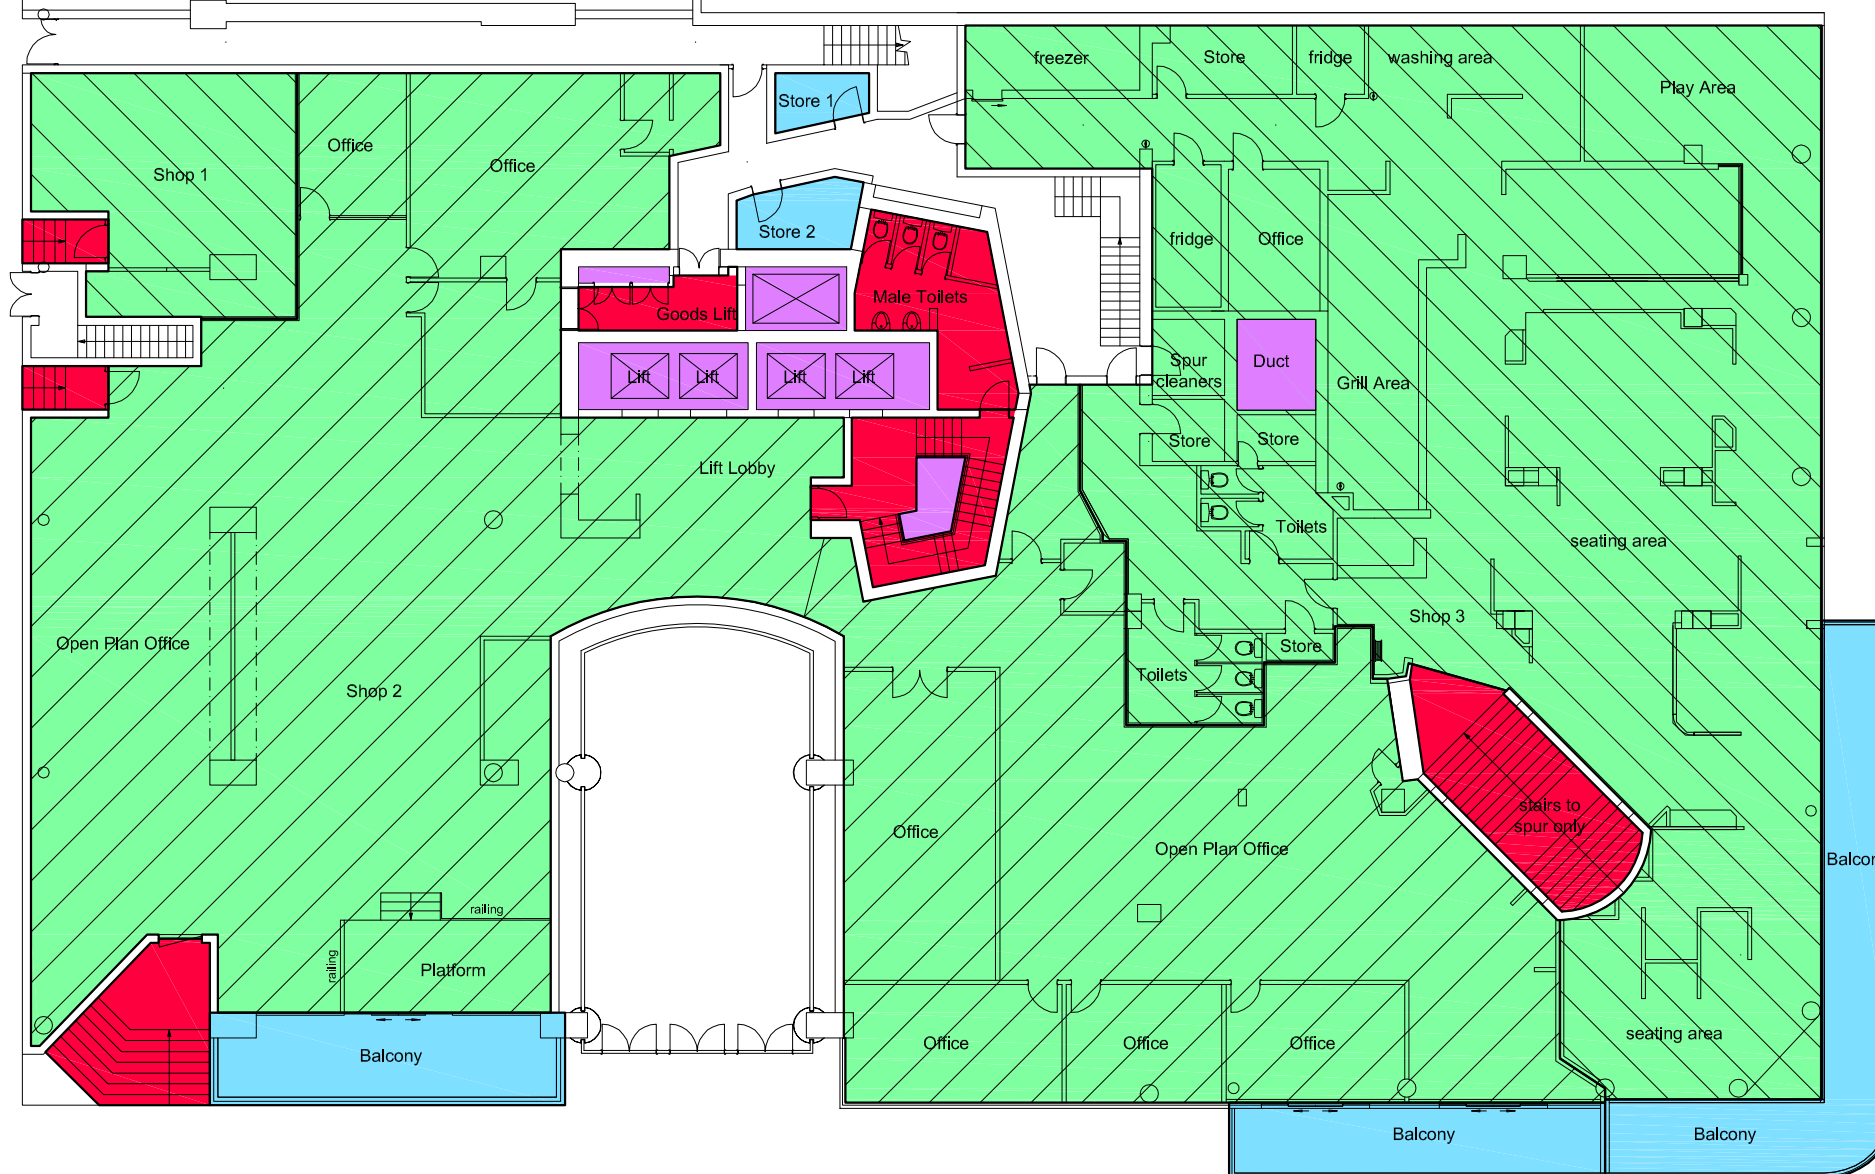 freezer
Store
fridge
washing area
Play Area
Store 1
Office
Office
Shop 1
Store 2
fridge
Office
Male Toilets
Goods Lift
Lift
Lift
Lift
Lift
Spur
cleaners
Duct
Grill Area
Store
Store
Lift Lobby
Toilets
seating area
Open Plan Office
Shop 2
Shop 3
Store
Toilets
stairs to
spur only
Office
Open Plan Office
Balcon
railing
railing
Platform
Balcony
Office
Office
Office
seating area
Balcony
Balcony